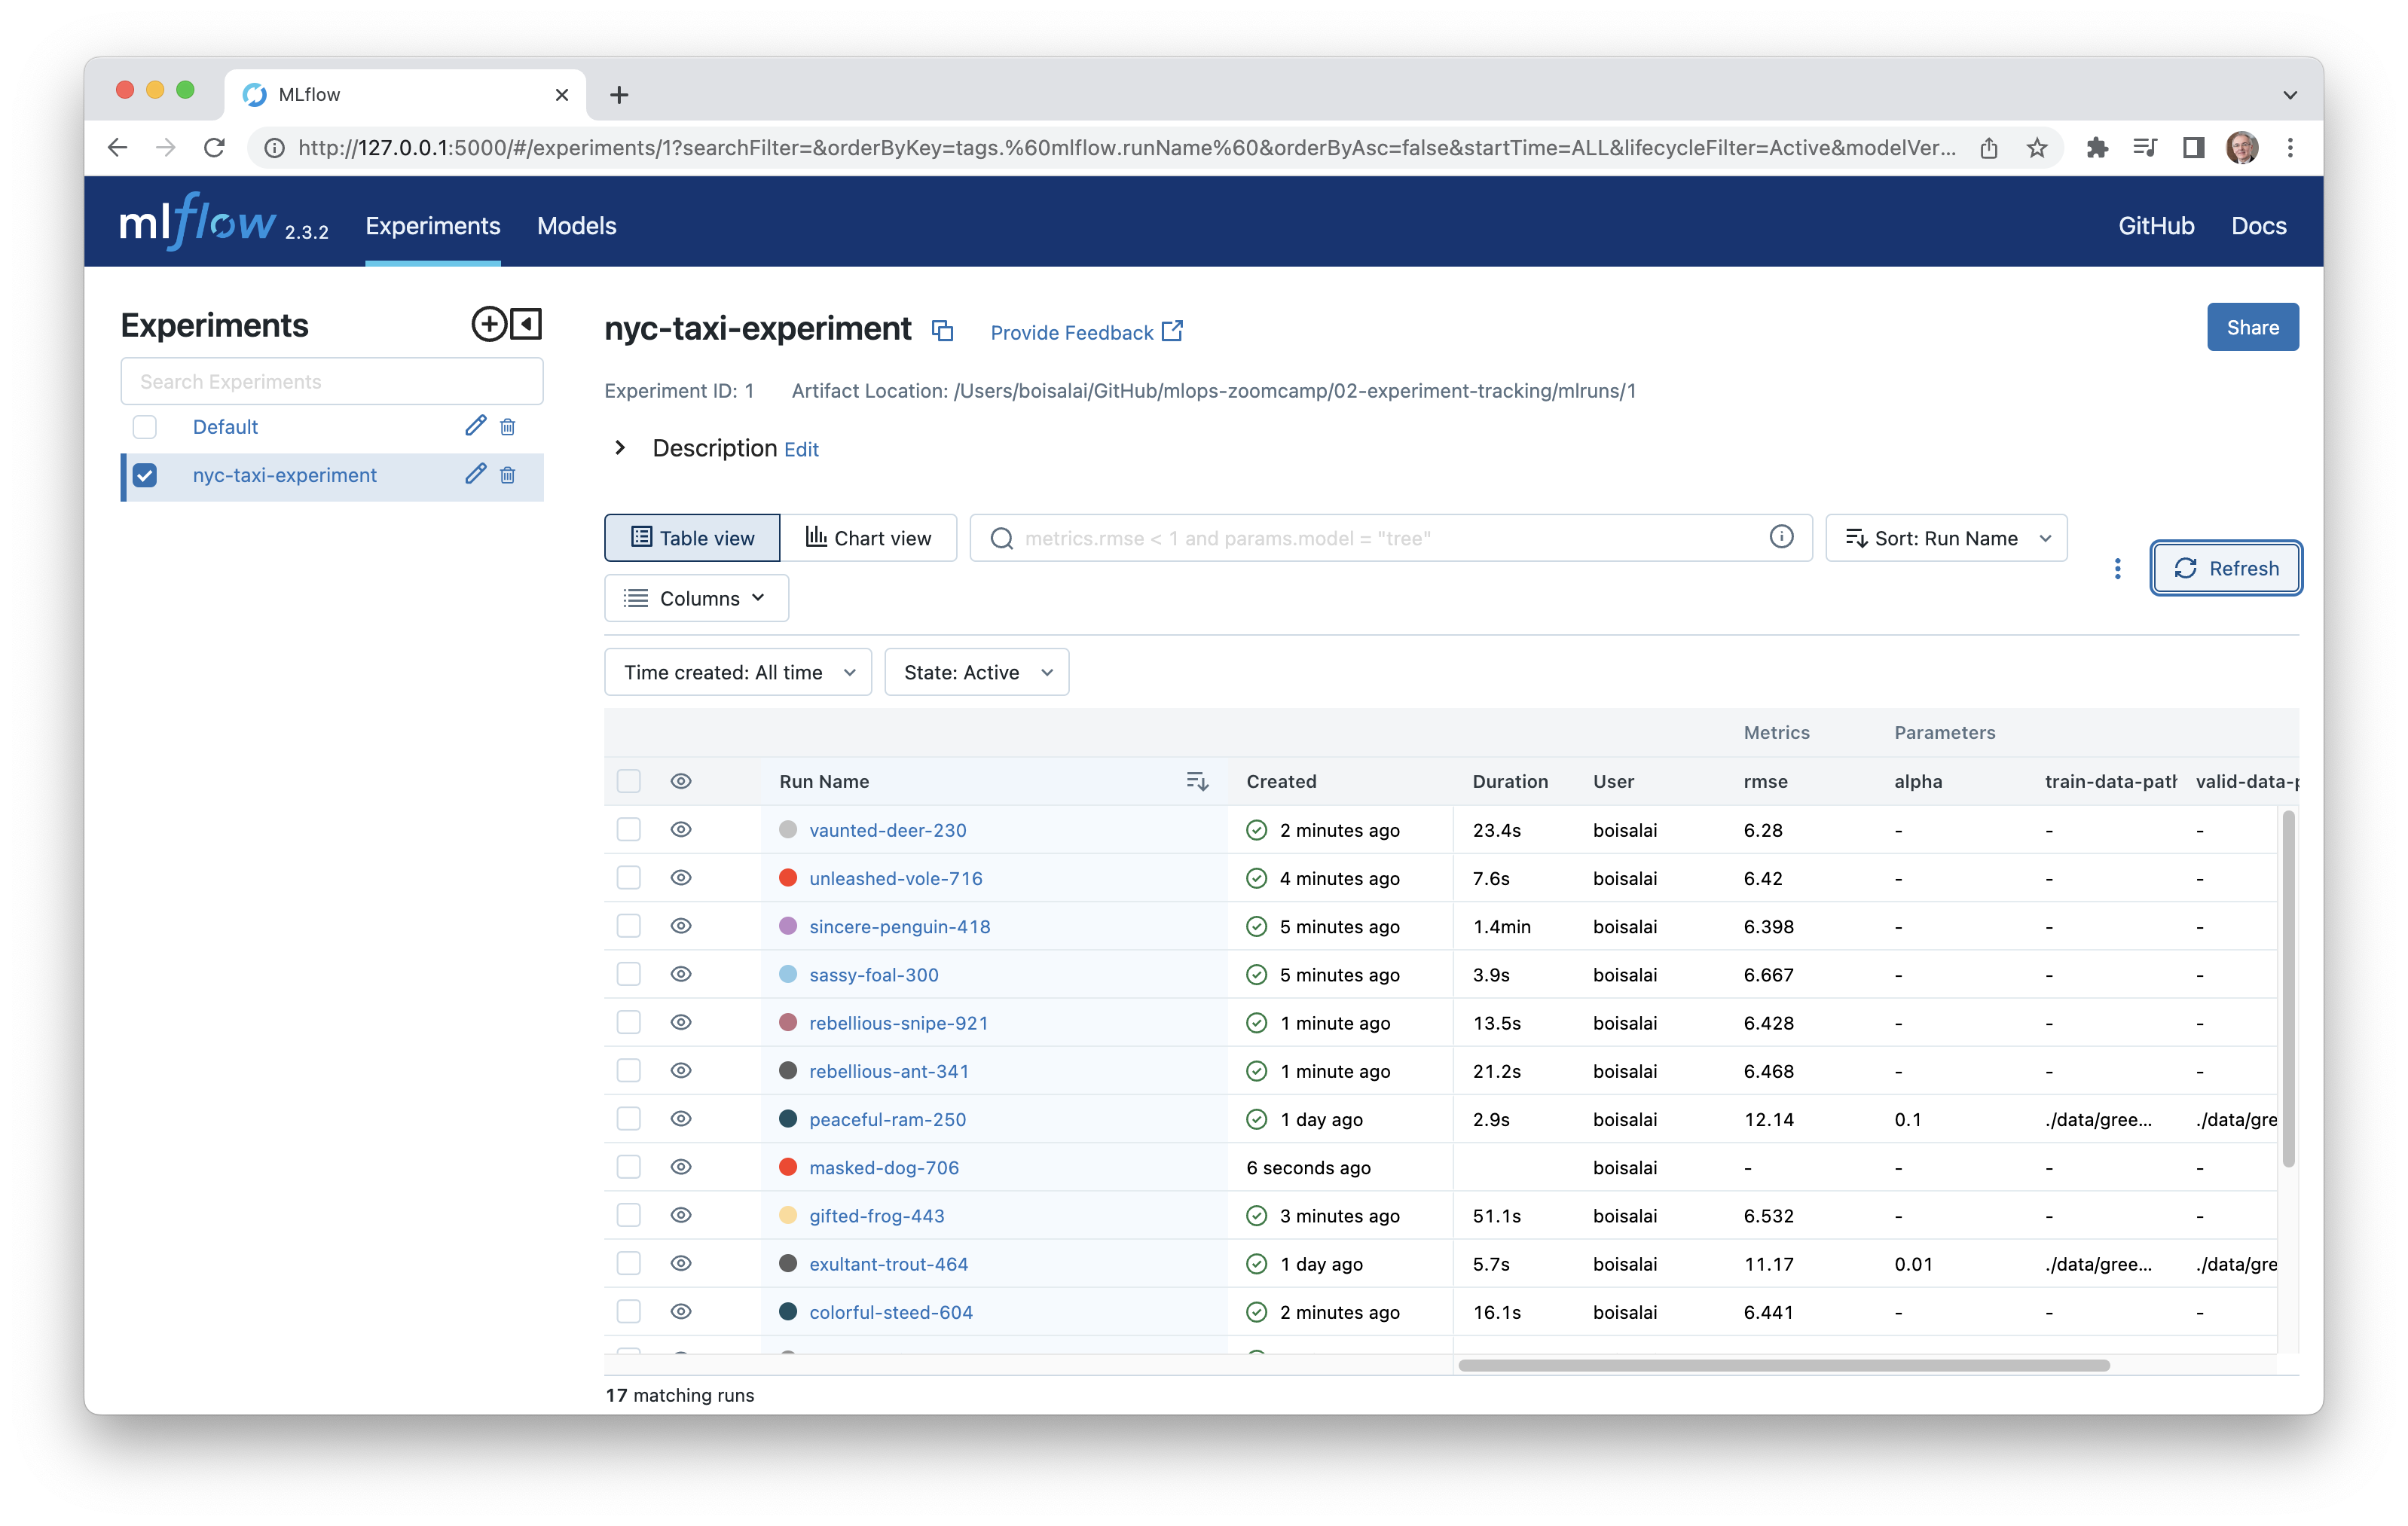 MLflow
http://127.0.0.1:5000/#/experiments/1?searchFilter=&orderByKey=tags.%60mlflow.runName%60&orderByAsc=false&startTime=ALL&lifecycleFilter=Active&modelVer...
mlflow 2.3.2 Experiments Models GitHub Docs
Experiments
Search Experiments
Default
nyc-taxi-experiment
nyc-taxi-experiment Provide Feedback Share
Experiment ID: 1 Artifact Location: /Users/boisalai/GitHub/mlops-zoomcamp/02-experiment-tracking/mlruns/1
Description Edit
Table view Chart view metrics.rmse < 1 and params.model = "tree" Sort: Run Name
Refresh
Columns
Time created: All time State: Active
Metrics Parameters
Run Name Created Duration User rmse alpha train-data-path valid-data-p
vaunted-deer-230 2 minutes ago 23.4s boisalai 6.28 - - -
unleashed-vole-716 4 minutes ago 7.6s boisalai 6.42 - - -
sincere-penguin-418 5 minutes ago 1.4min boisalai 6.398 - - -
sassy-foal-300 5 minutes ago 3.9s boisalai 6.667 - - -
rebellious-snipe-921 1 minute ago 13.5s boisalai 6.428 - - -
rebellious-ant-341 1 minute ago 21.2s boisalai 6.468 - - -
peaceful-ram-250 1 day ago 2.9s boisalai 12.14 0.1 ./data/gree... ./data/gre
masked-dog-706 6 seconds ago boisalai - - - -
gifted-frog-443 3 minutes ago 51.1s boisalai 6.532 - - -
exultant-trout-464 1 day ago 5.7s boisalai 11.17 0.01 ./data/gree... ./data/gre
colorful-steed-604 2 minutes ago 16.1s boisalai 6.441 - - -
17 matching runs